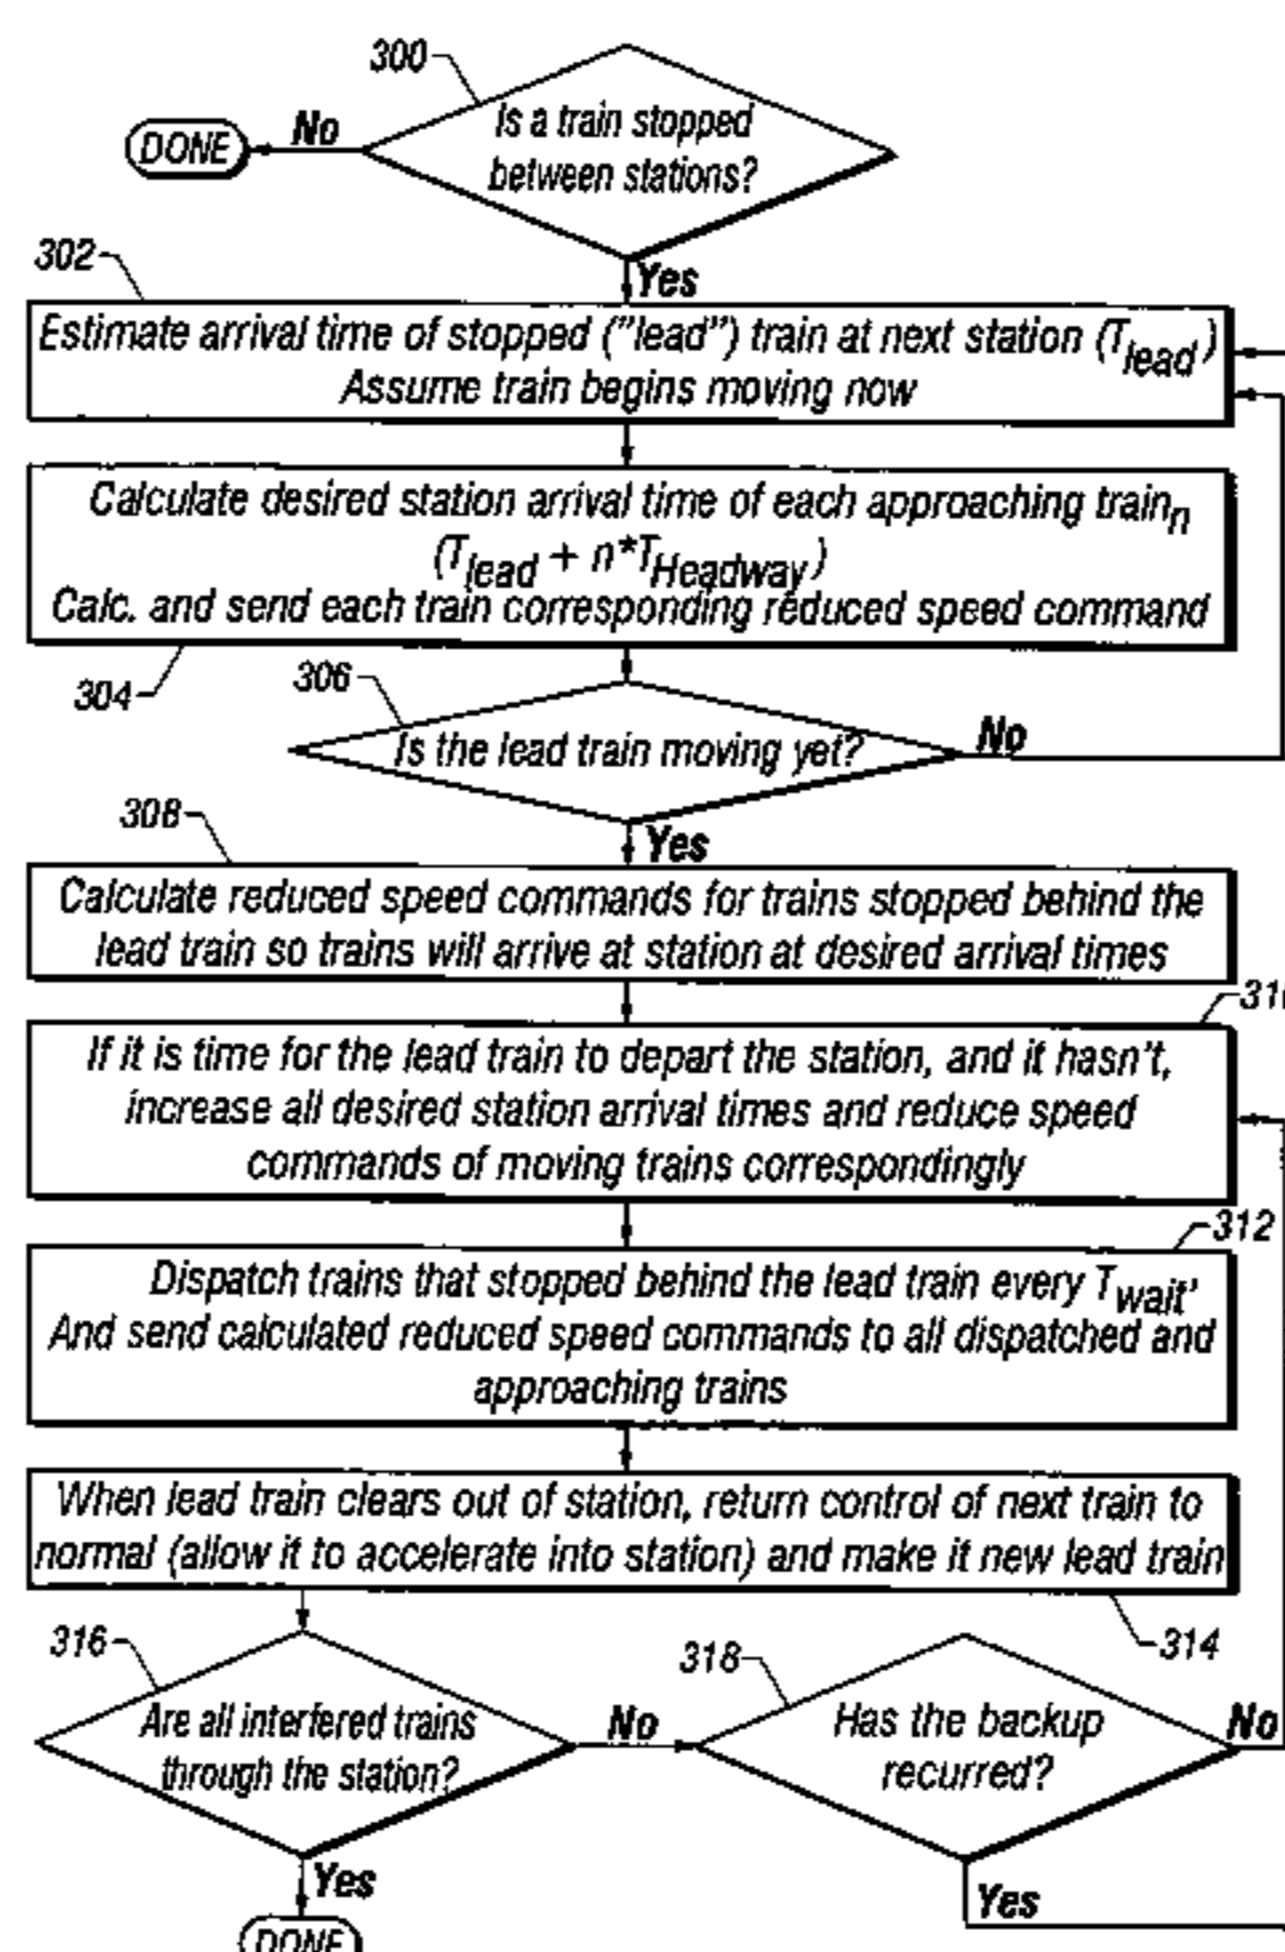 300
Is a train stopped
between stations?
No
DONE
Yes
302
Estimate arrival time of stopped ("lead") train at next station (Tlead)
Assume train begins moving now
Calculate desired station arrival time of each approaching trainn
(Tlead + n*THeadway)
Calc. and send each train corresponding reduced speed command
304
306
Is the lead train moving yet?
No
Yes
308
Calculate reduced speed commands for trains stopped behind the
lead train so trains will arrive at station at desired arrival times
If it is time for the lead train to depart the station, and it hasn't,
increase all desired station arrival times and reduce speed
commands of moving trains correspondingly
312
Dispatch trains that stopped behind the lead train every Twait,
And send calculated reduced speed commands to all dispatched and
approaching trains
When lead train clears out of station, return control of next train to
normal (allow it to accelerate into station) and make it new lead train
314
316
Are all interfered trains
through the station?
No
318
Has the backup
recurred?
No
Yes
Yes
DONE